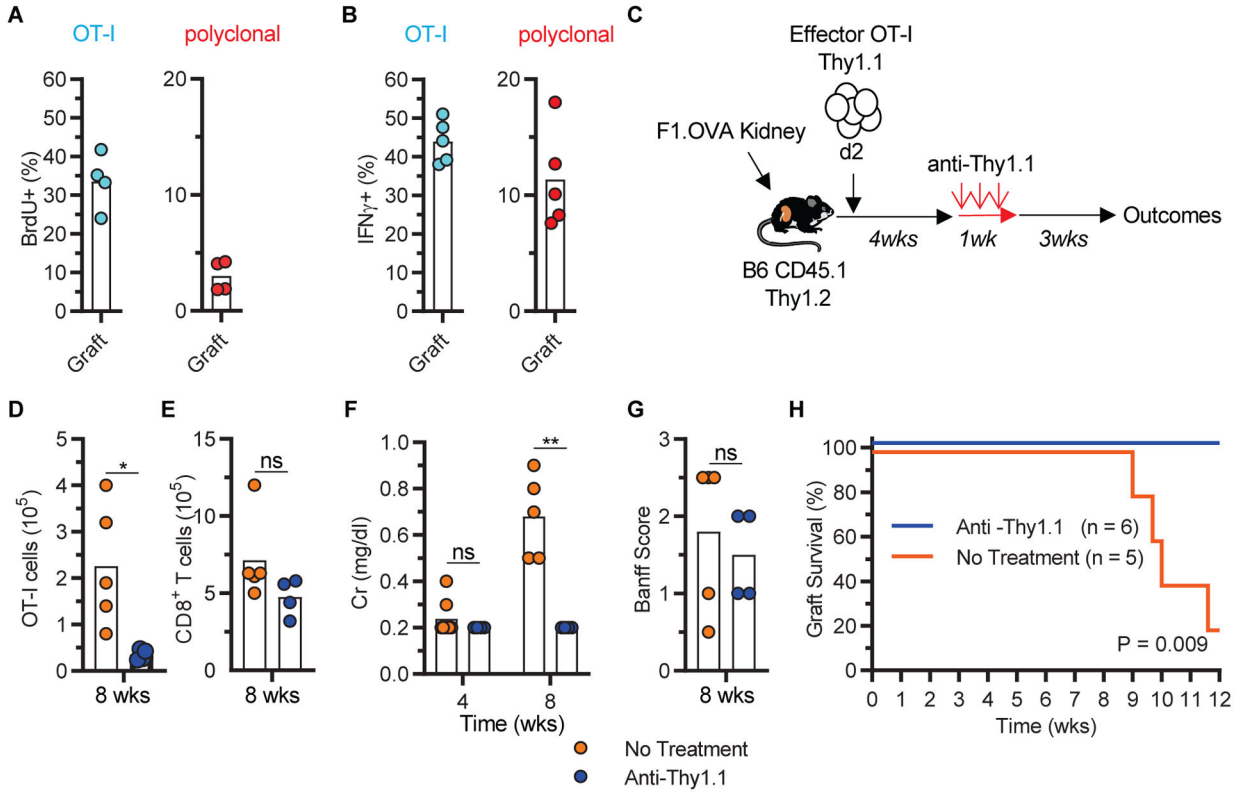 A
OT-I
polyclonal
BrdU+ (%)
60
50
40
30
20
10
0
Graft
20
10
0
Graft
B
OT-I
polyclonal
IFNγ+ (%)
60
50
40
30
20
10
0
Graft
20
10
0
Graft
C
Effector OT-I
Thy1.1
F1.OVA Kidney
d2
anti-Thy1.1
4wks
1wk
3wks
Outcomes
B6 CD45.1
Thy1.2
D
OT-I cells (10⁵)
5
4
3
2
1
0
*
8 wks
E
CD8⁺ T cells (10⁵)
15
10
5
0
ns
8 wks
F
Cr (mg/dl)
1.0
0.8
0.6
0.4
0.2
0.0
ns
**
4
8
Time (wks)
G
Banff Score
3
2
1
0
ns
8 wks
H
Graft Survival (%)
100
80
60
40
20
0
Anti -Thy1.1 (n = 6)
No Treatment (n = 5)
P = 0.009
0 1 2 3 4 5 6 7 8 9 10 11 12
Time (wks)
No Treatment
Anti-Thy1.1